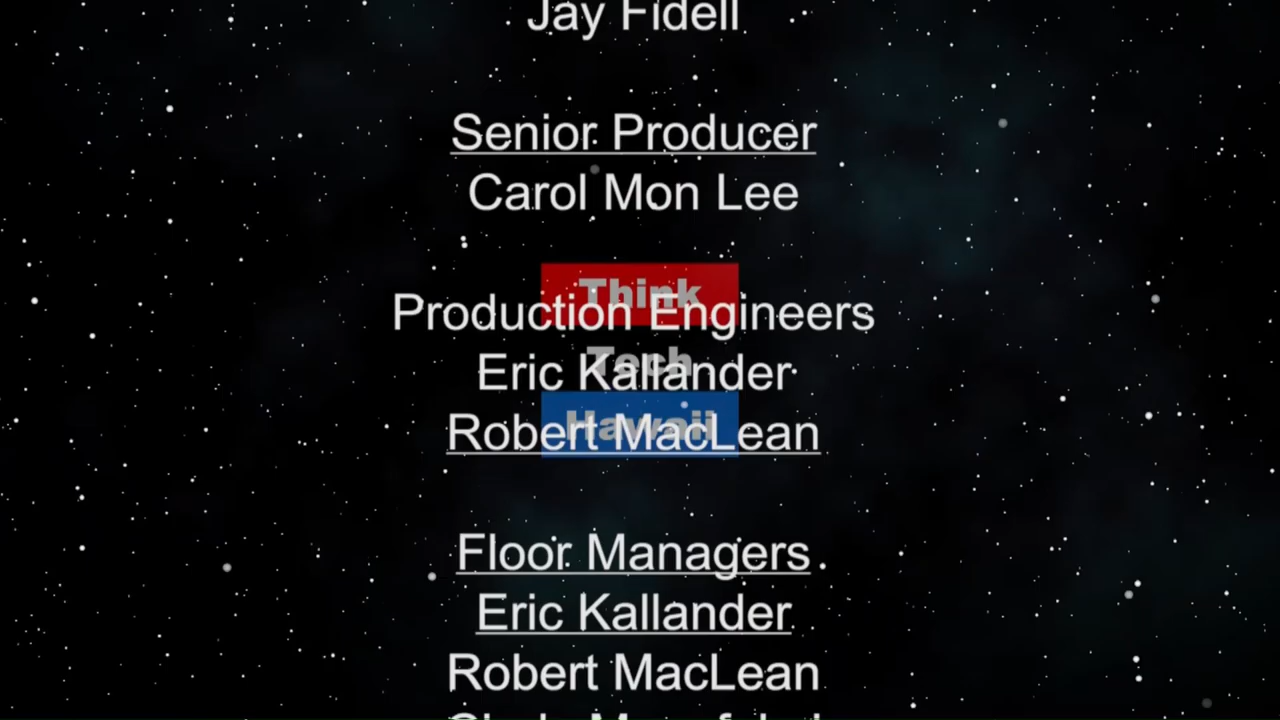 Jay Fidell
Senior Producer
Carol Mon Lee
Think
Production Engineers
Tech
Eric Kallander
Hawaii
Robert MacLean
Floor Managers
Eric Kallander
Robert MacLean